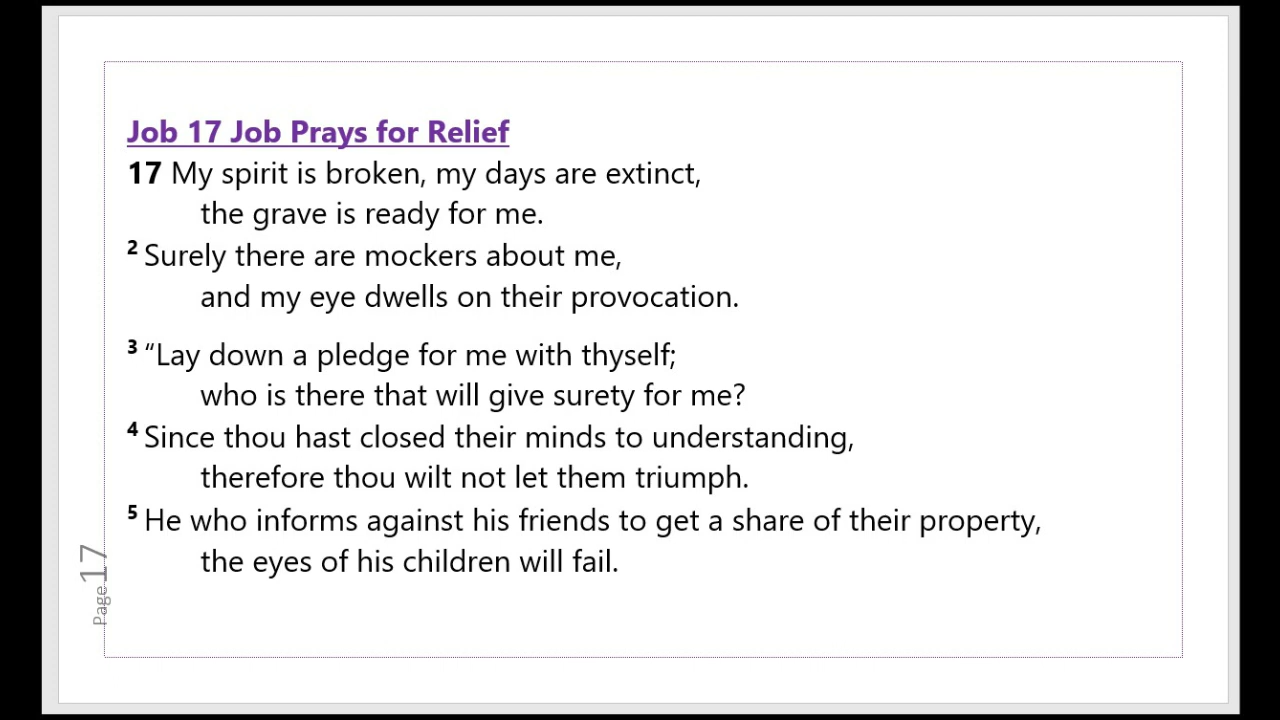 Job 17 Job Prays for Relief
17 My spirit is broken, my days are extinct,
the grave is ready for me.
2 Surely there are mockers about me,
and my eye dwells on their provocation.
3 “Lay down a pledge for me with thyself;
who is there that will give surety for me?
4 Since thou hast closed their minds to understanding,
therefore thou wilt not let them triumph.
5 He who informs against his friends to get a share of their property,
the eyes of his children will fail.
Page17